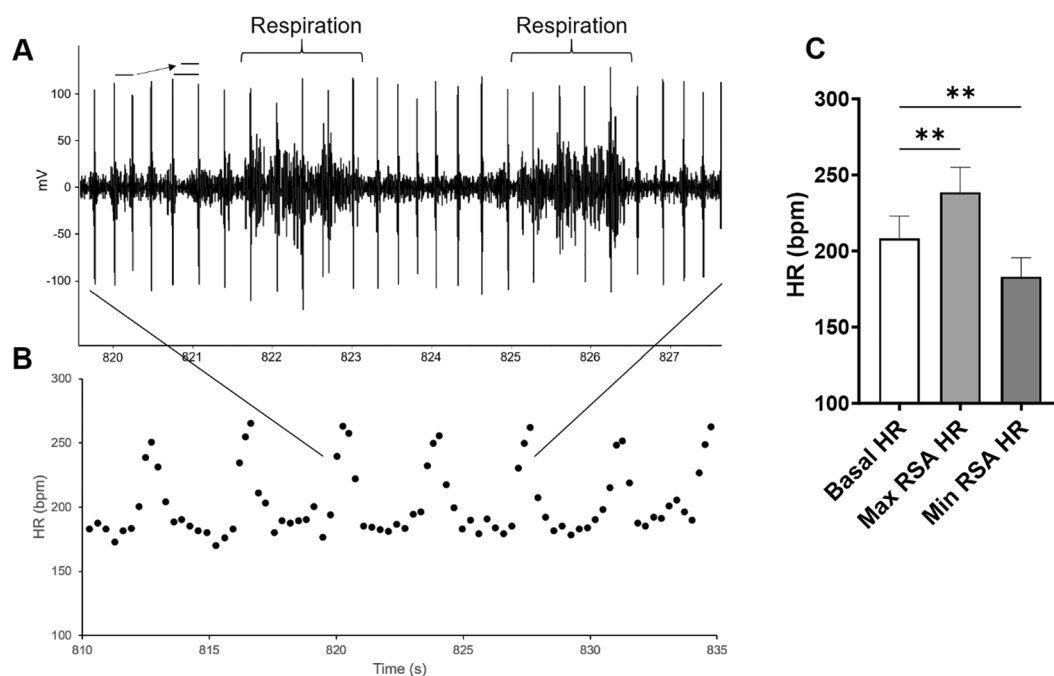 A
Respiration
Respiration
100
50
0
-50
-100
mV
820
821
822
823
824
825
826
827
B
300
250
200
150
100
HR (bpm)
810
815
820
825
830
835
Time (s)
C
300
250
200
150
100
HR (bpm)
**
**
Basal HR
Max RSA HR
Min RSA HR